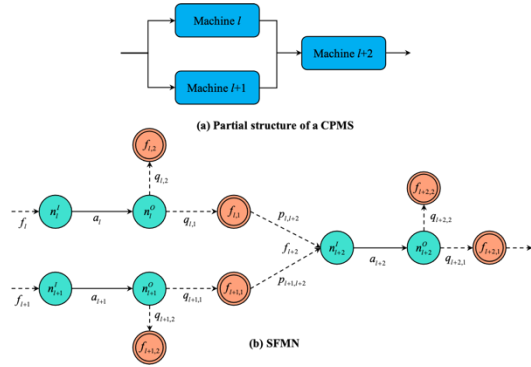 Machine l
Machine l+2
Machine l+1
(a) Partial structure of a CPMS
f_{l,2}
q_{l,2}
f_{l+2,2}
f_l
n_l^I
a_l
n_l^O
q_{l,1}
f_{l,1}
p_{l,l+2}
q_{l+2,2}
f_{l+2}
n_{l+2}^I
a_{l+2}
n_{l+2}^O
q_{l+2,1}
f_{l+2,1}
f_{l+1}
n_{l+1}^I
a_{l+1}
n_{l+1}^O
q_{l+1,1}
f_{l+1,1}
p_{l+1,l+2}
q_{l+1,2}
f_{l+1,2}
(b) SFMN